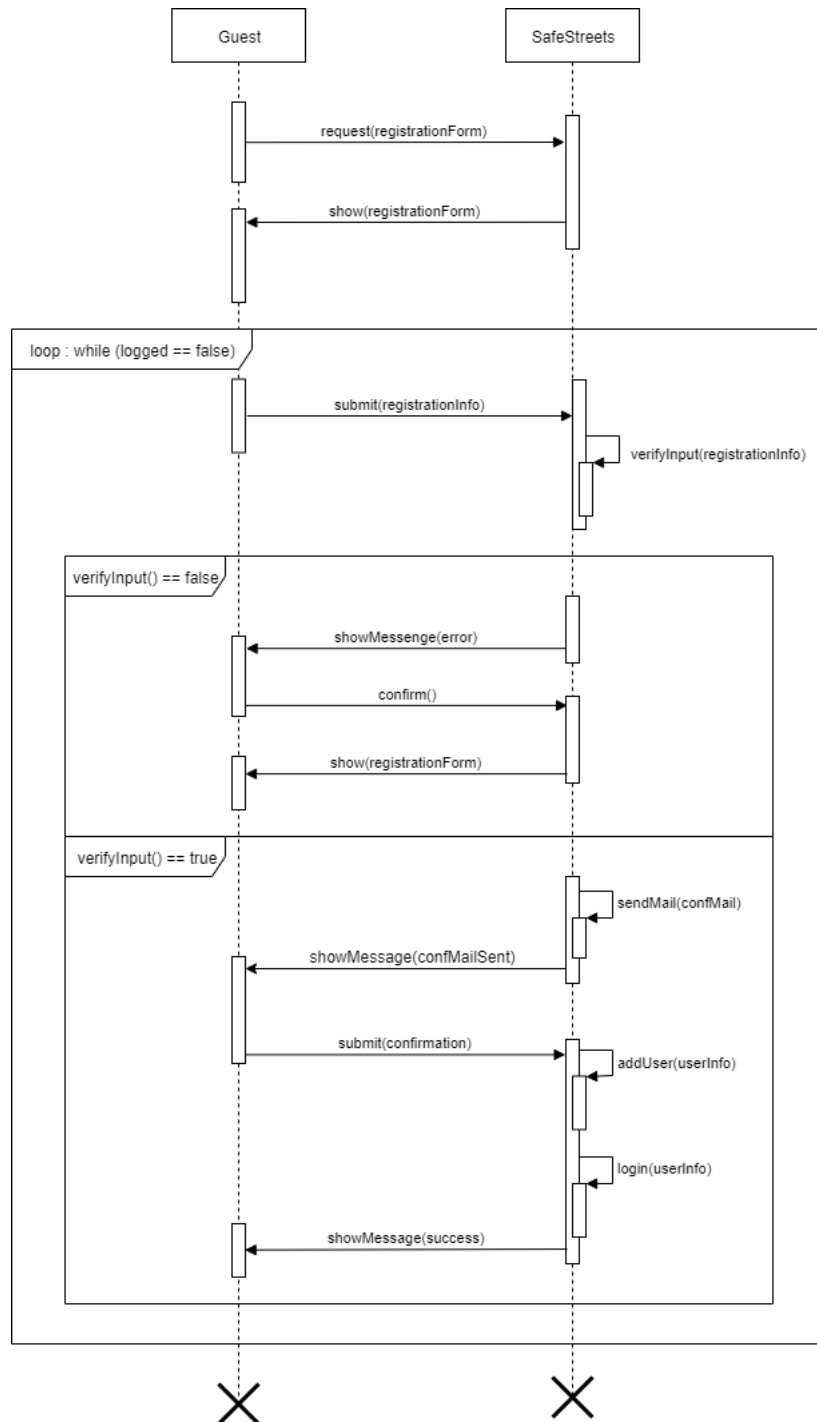 Guest
SafeStreets
request(registrationForm)
show(registrationForm)
loop : while (logged == false)
submit(registrationInfo)
verifyInput(registrationInfo)
verifyInput() == false
showMessenge(error)
confirm()
show(registrationForm)
verifyInput() == true
sendMail(confMail)
showMessage(confMailSent)
submit(confirmation)
addUser(userInfo)
login(userInfo)
showMessage(success)